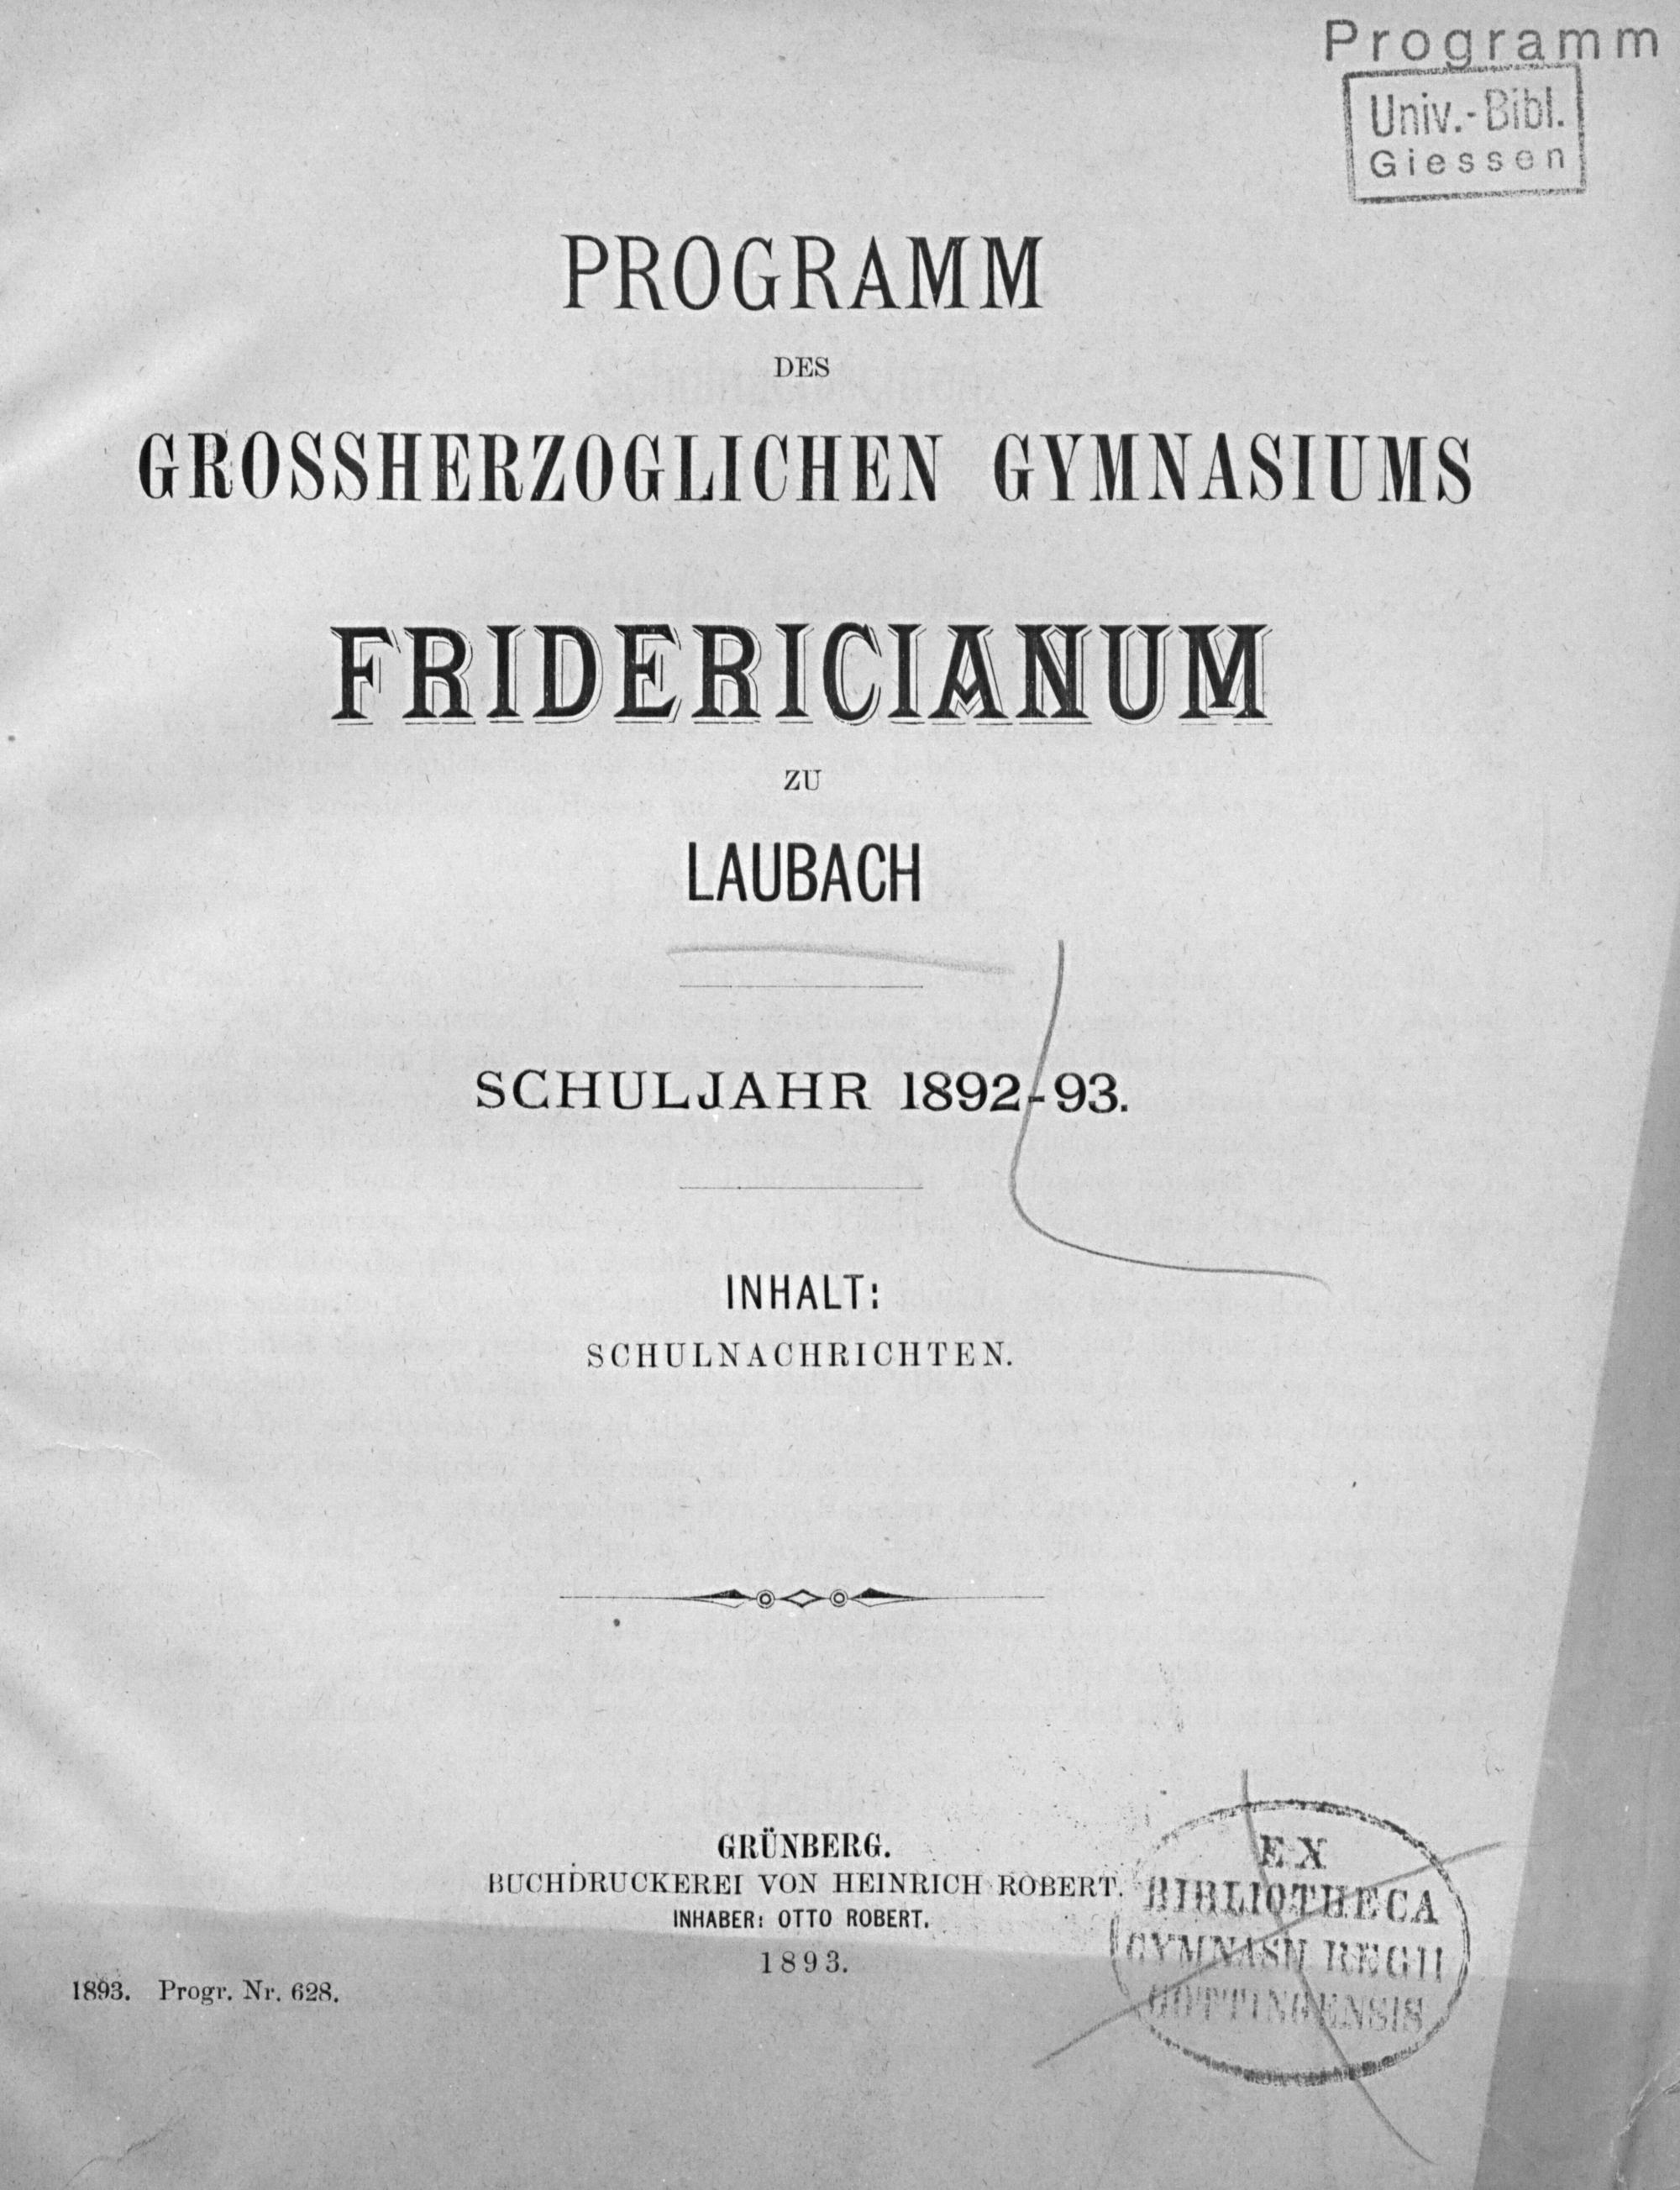 Programm
Univ.-Bibl.
Giessen
PROGRAMM
DES
GROSSHERZOGLICHEN GYMNASIUMS
FRIDERICIANUM
ZU
LAUBACH
SCHULJAHR 1892-93.
INHALT:
SCHULNACHRICHTEN.
GRÜNBERG.
BUCHDRUCKEREI VON HEINRICH ROBERT.
INHABER: OTTO ROBERT.
1893.
1893. Progr. Nr. 628.
EX
BIBLIOTHECA
GYMNASII REGII
GOTTINGENSIS